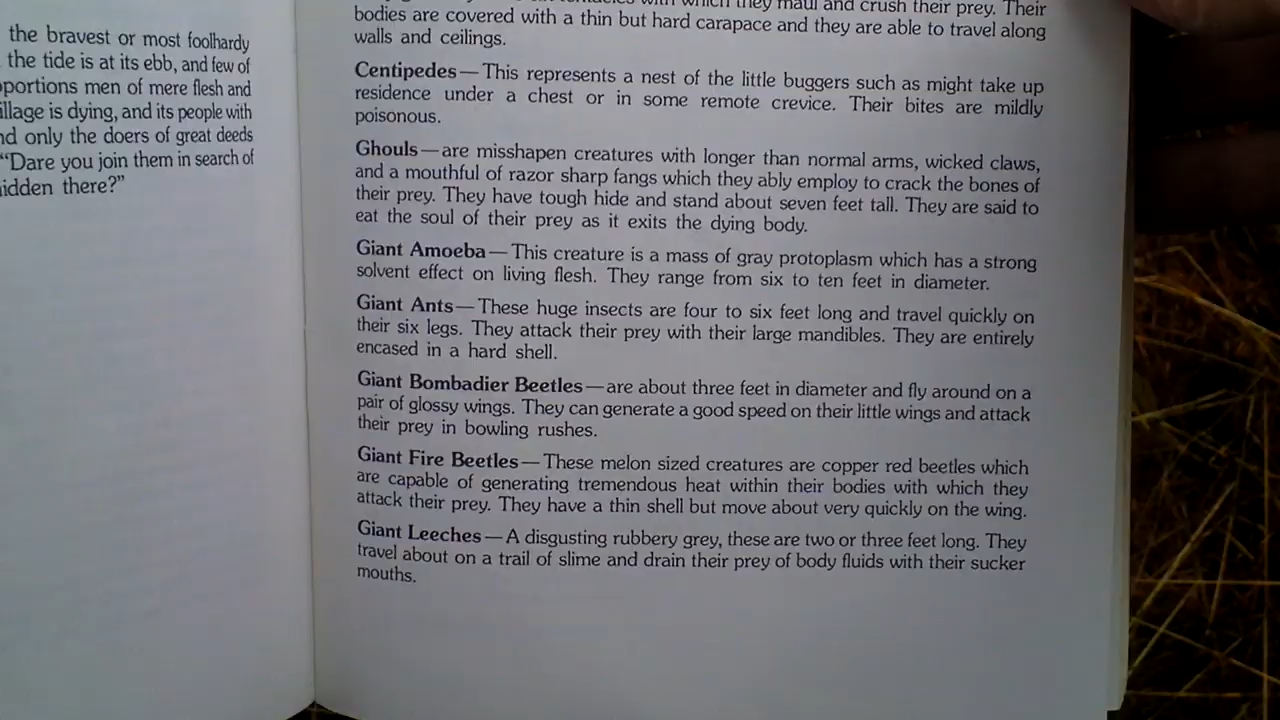 the bravest or most foolhardy
the tide is at its ebb, and few of
portions men of mere flesh and
illage is dying, and its people with
nd only the doers of great deeds
“Dare you join them in search of
idden there?”
with which they maul and crush their prey. Their
bodies are covered with a thin but hard carapace and they are able to travel along
walls and ceilings.
Centipedes—This represents a nest of the little buggers such as might take up
residence under a chest or in some remote crevice. Their bites are mildly
poisonous.
Ghouls—are misshapen creatures with longer than normal arms, wicked claws,
and a mouthful of razor sharp fangs which they ably employ to crack the bones of
their prey. They have tough hide and stand about seven feet tall. They are said to
eat the soul of their prey as it exits the dying body.
Giant Amoeba—This creature is a mass of gray protoplasm which has a strong
solvent effect on living flesh. They range from six to ten feet in diameter.
Giant Ants—These huge insects are four to six feet long and travel quickly on
their six legs. They attack their prey with their large mandibles. They are entirely
encased in a hard shell.
Giant Bombadier Beetles—are about three feet in diameter and fly around on a
pair of glossy wings. They can generate a good speed on their little wings and attack
their prey in bowling rushes.
Giant Fire Beetles—These melon sized creatures are copper red beetles which
are capable of generating tremendous heat within their bodies with which they
attack their prey. They have a thin shell but move about very quickly on the wing.
Giant Leeches—A disgusting rubbery grey, these are two or three feet long. They
travel about on a trail of slime and drain their prey of body fluids with their sucker
mouths.